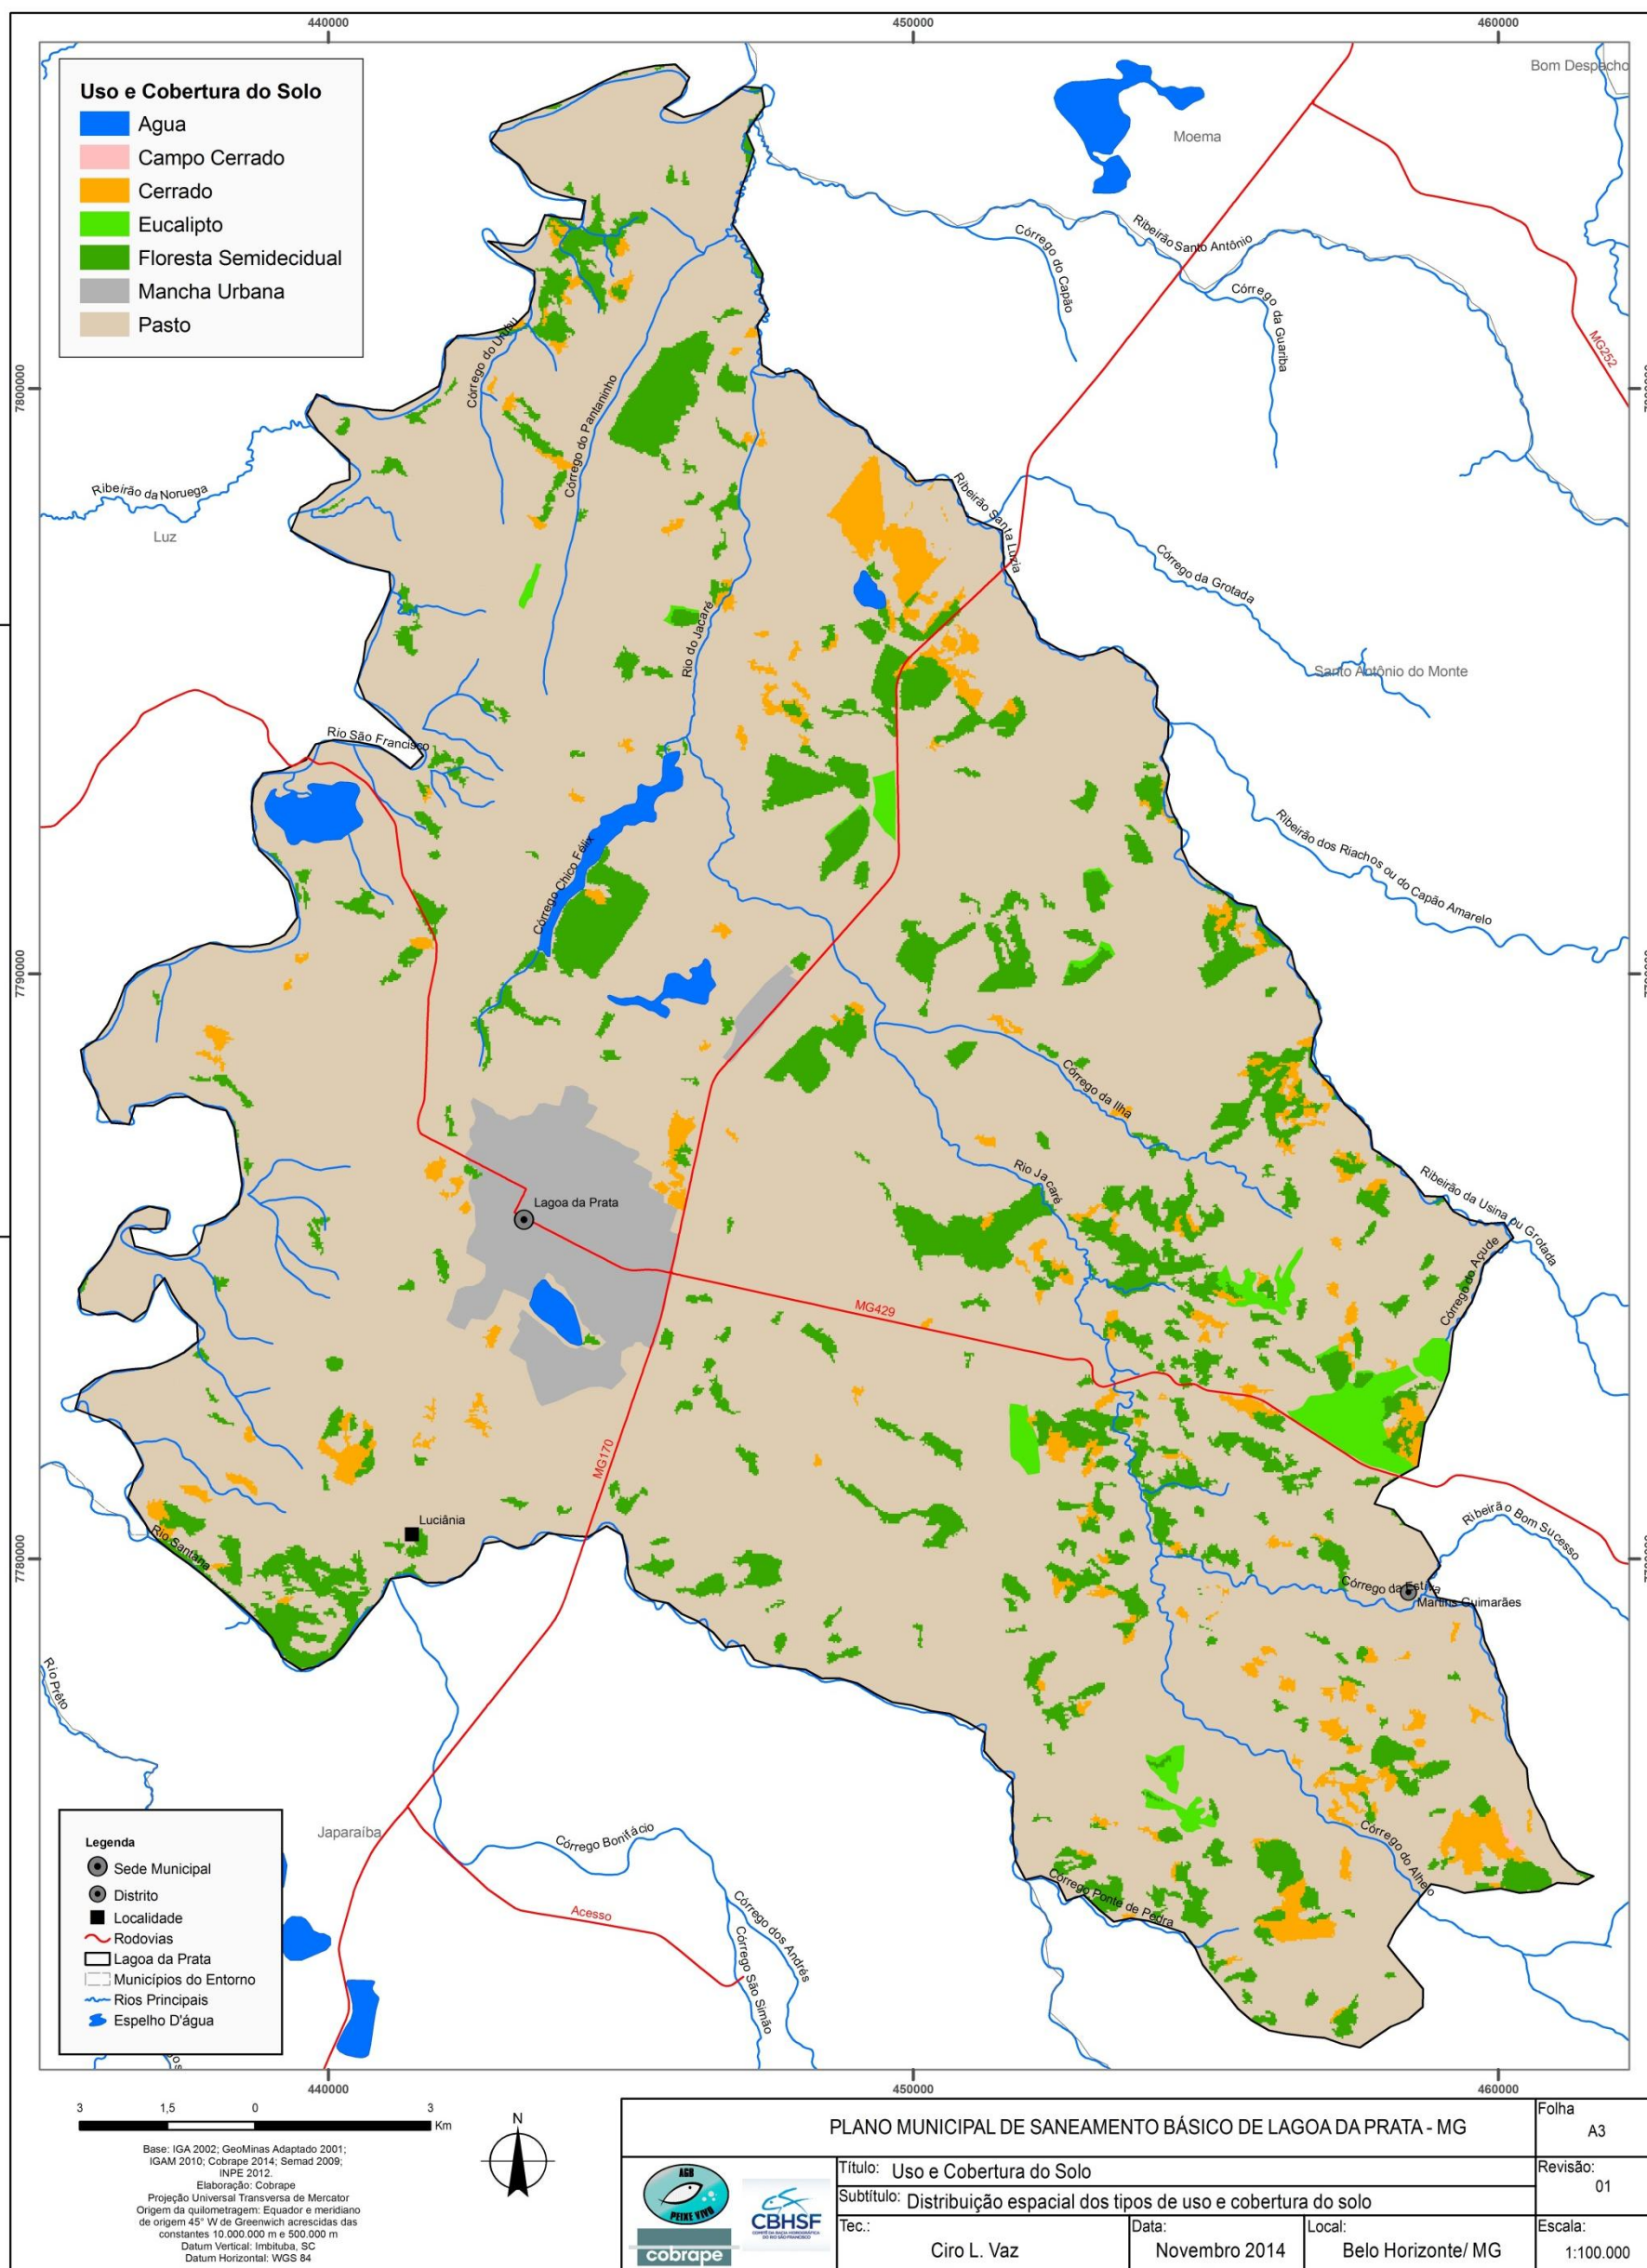 440000
450000
460000
Bom Despacho
Uso e Cobertura do Solo
Agua
Campo Cerrado
Cerrado
Eucalipto
Floresta Semidecidual
Mancha Urbana
Pasto
Moema
Ribeirão Santo Antônio
Córrego do Capão
Córrego da Guariba
MG252
7800000
Córrego do Urubu
Córrego do Pantaninho
Ribeirão da Noruega
Luz
Ribeirão Santa Luzia
Córrego da Grotada
Rio do Jacaré
Santo Antônio do Monte
Rio São Francisco
Ribeirão dos Riachos ou do Capão Amarelo
Córrego Chico Félix
7790000
Córrego da Ilha
Rio Jacaré
Ribeirão da Usina ou Grotada
Lagoa da Prata
Córrego do Açude
MG429
MG170
Ribeirão Bom Sucesso
Luciânia
Rio Santana
7780000
Córrego da Estiva
Martins Guimarães
Rio Prêto
Japaraíba
Córrego Bonifácio
Córrego do Alheio
Córrego Ponte de Pedra
Acesso
Córrego dos Andrés
Córrego São Simão
Legenda
Sede Municipal
Distrito
Localidade
Rodovias
Lagoa da Prata
Municípios do Entorno
Rios Principais
Espelho D'água
440000
450000
460000
3 1,5 0 3
Km
N
Base: IGA 2002; GeoMinas Adaptado 2001;
IGAM 2010; Cobrape 2014; Semad 2009;
INPE 2012.
Elaboração: Cobrape
Projeção Universal Transversa de Mercator
Origem da quilometragem: Equador e meridiano
de origem 45° W de Greenwich acrescidas das
constantes 10.000.000 m e 500.000 m
Datum Vertical: Imbituba, SC
Datum Horizontal: WGS 84
PLANO MUNICIPAL DE SANEAMENTO BÁSICO DE LAGOA DA PRATA - MG
Folha
A3
AGB
PEIXE VIVO
cobrape
CBHSF
COMITÊ DA BACIA HIDROGRÁFICA
DO RIO SÃO FRANCISCO
Título: Uso e Cobertura do Solo
Subtítulo: Distribuição espacial dos tipos de uso e cobertura do solo
Revisão:
01
Tec.:
Ciro L. Vaz
Data:
Novembro 2014
Local:
Belo Horizonte/ MG
Escala:
1:100.000